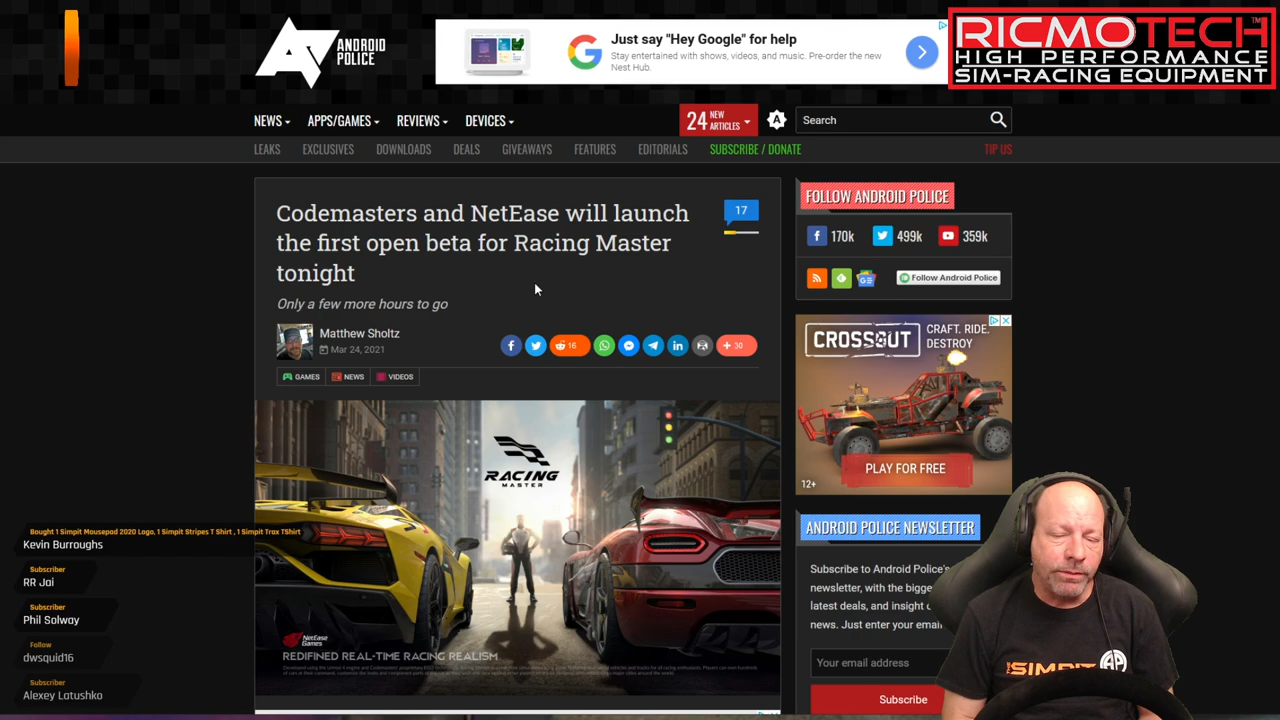 ANDROID
POLICE
Just say "Hey Google" for help
Stay entertained with shows, videos, and music. Pre-order the new
Nest Hub.
RICMOTECH™
HIGH PERFORMANCE
SIM-RACING EQUIPMENT
NEWS
APPS/GAMES
REVIEWS
DEVICES
24 NEW
ARTICLES
Search
LEAKS
EXCLUSIVES
DOWNLOADS
DEALS
GIVEAWAYS
FEATURES
EDITORIALS
SUBSCRIBE / DONATE
TIP US
Codemasters and NetEase will launch
the first open beta for Racing Master
tonight
17
Only a few more hours to go
Matthew Sholtz
Mar 24, 2021
16
+ 30
GAMES
NEWS
VIDEOS
RACING
MASTER
NetEase
Games
REDIFINED REAL-TIME RACING REALISM
FOLLOW ANDROID POLICE
170k
499k
359k
Follow Android Police
CROSSOUT
CRAFT. RIDE.
DESTROY
PLAY FOR FREE
12+
ANDROID POLICE NEWSLETTER
Subscribe to Android Police's
newsletter, with the bigge
latest deals, and insight o
news. Just enter your email
Your email address
Subscribe
Bought 1 Simpit Mousepad 2020 Logo, 1 Simpit Stripes T Shirt , 1 Simpit Trax TShirt
Kevin Burroughs
Subscriber
RR Jai
Subscriber
Phil Solway
Follow
dwsquid16
Subscriber
Alexey Latushko
SIMPIT